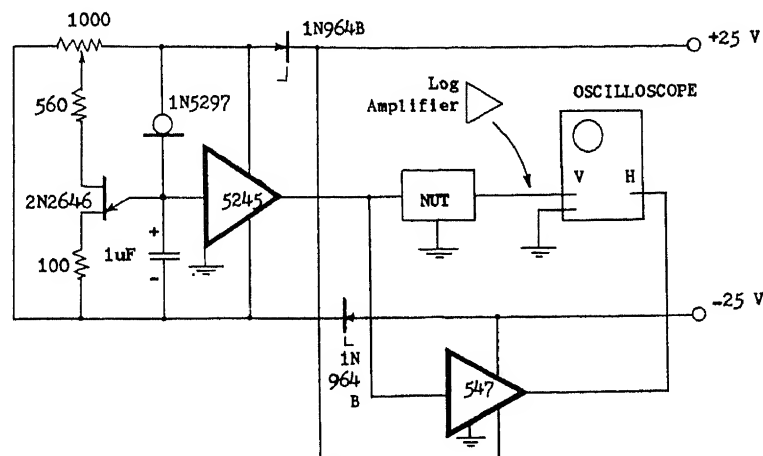 1000
1N964B
+25 V
Log
Amplifier
OSCILLOSCOPE
560
1N5297
V H
2N2646
5245
NUT
+
1uF
100
-
-25 V
1N
964
B
547